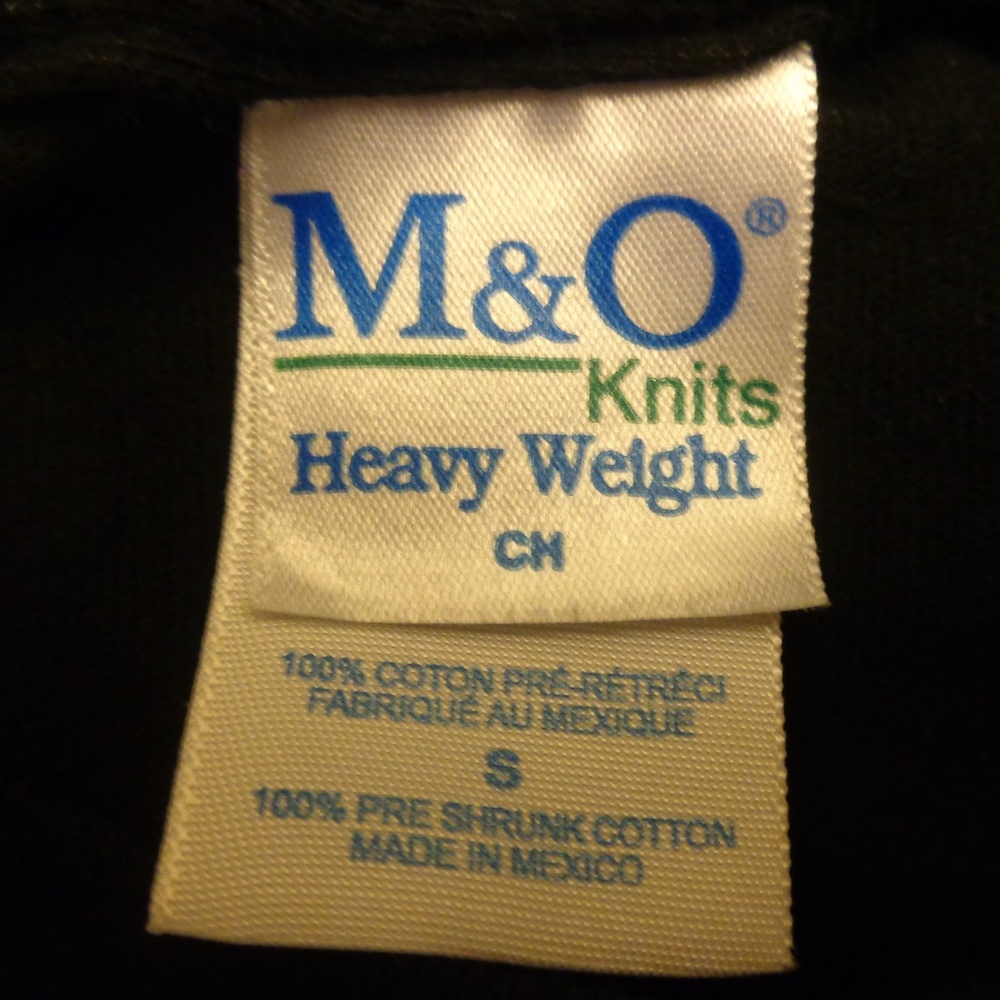 M&O®
Knits
Heavy Weight
CH
100% COTON PRÉ-RÉTRÉCI
FABRIQUÉ AU MEXIQUE
S
100% PRE SHRUNK COTTON
MADE IN MEXICO